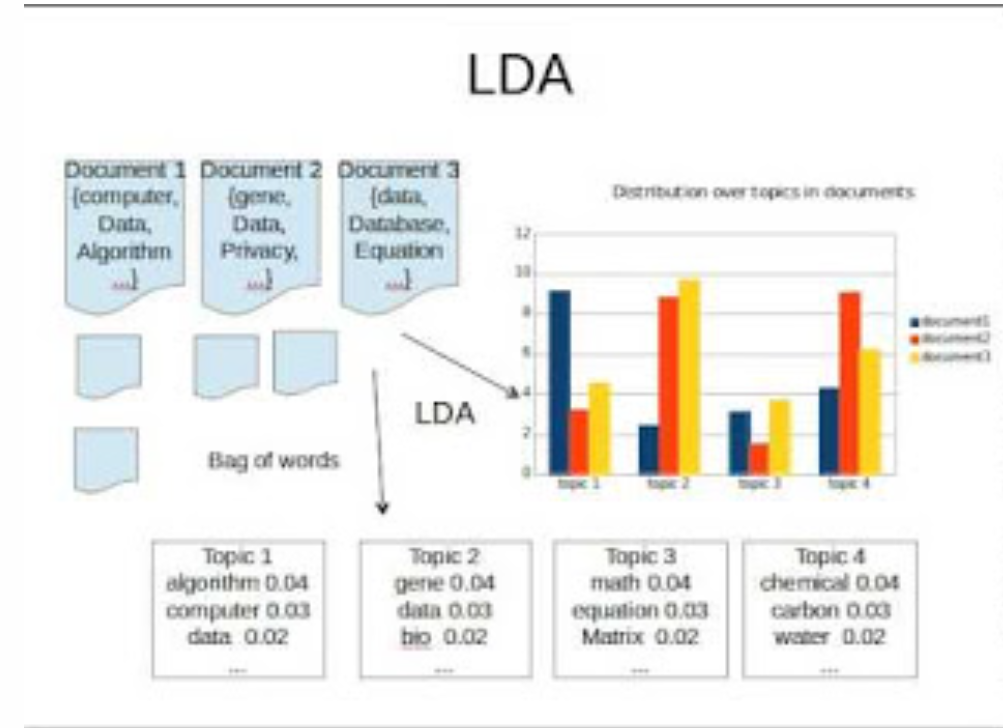 LDA
Document 1
{computer,
Data,
Algorithm
...}
Document 2
{gene,
Data,
Privacy,
...}
Document 3
{data,
Database,
Equation
...}
Distribution over topics in documents
12
10
8
6
4
2
0
topic 1
topic 2
topic 3
topic 4
document1
document2
document3
LDA
Bag of words
Topic 1
algorithm 0.04
computer 0.03
data 0.02
...
Topic 2
gene 0.04
data 0.03
bio 0.02
...
Topic 3
math 0.04
equation 0.03
Matrix 0.02
...
Topic 4
chemical 0.04
carbon 0.03
water 0.02
...